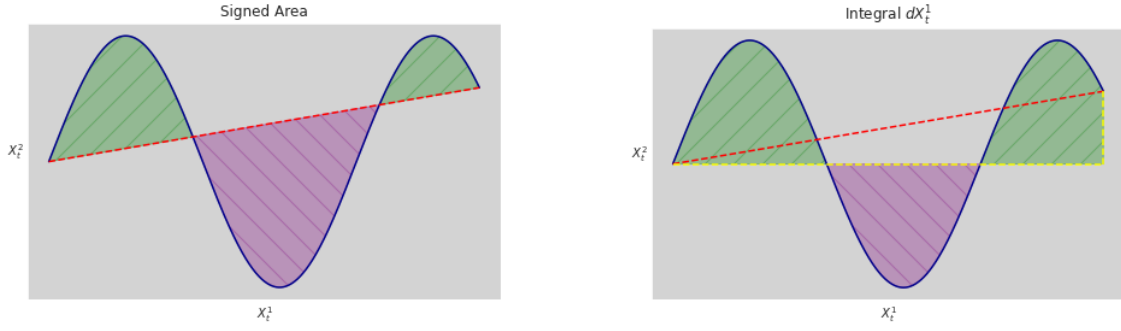 Signed Area
X_t^2
X_t^1
Integral dX_t^1
X_t^2
X_t^1